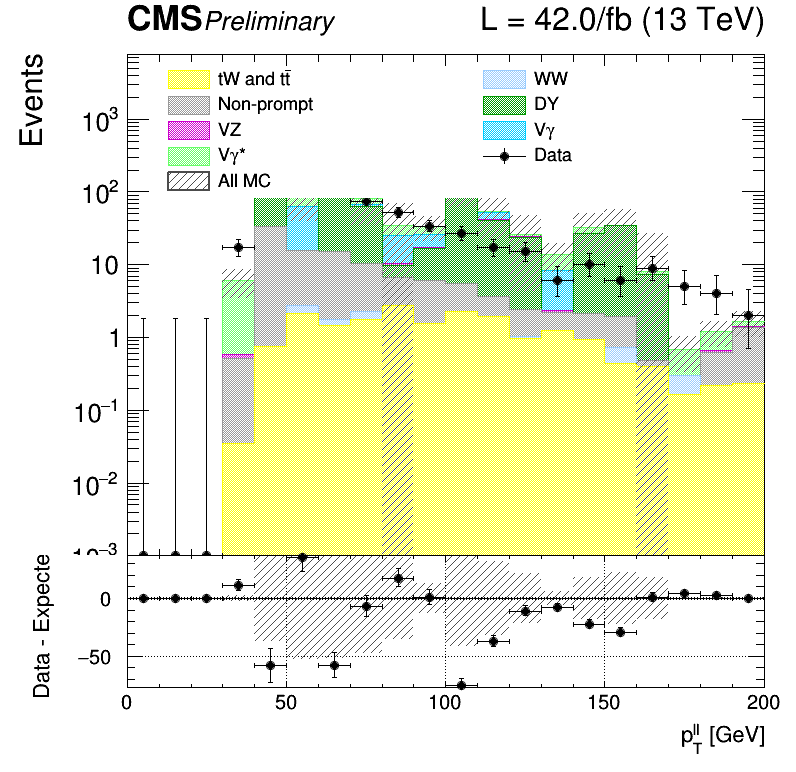 CMS Preliminary L = 42.0/fb (13 TeV)
Events
tW and tt̄
WW
Non-prompt
DY
VZ
Vγ
Vγ*
Data
All MC
10³
10²
10
1
10⁻¹
10⁻²
10⁻³
Data - Expecte
0
−50
0 50 100 150 200
p_T^ll [GeV]